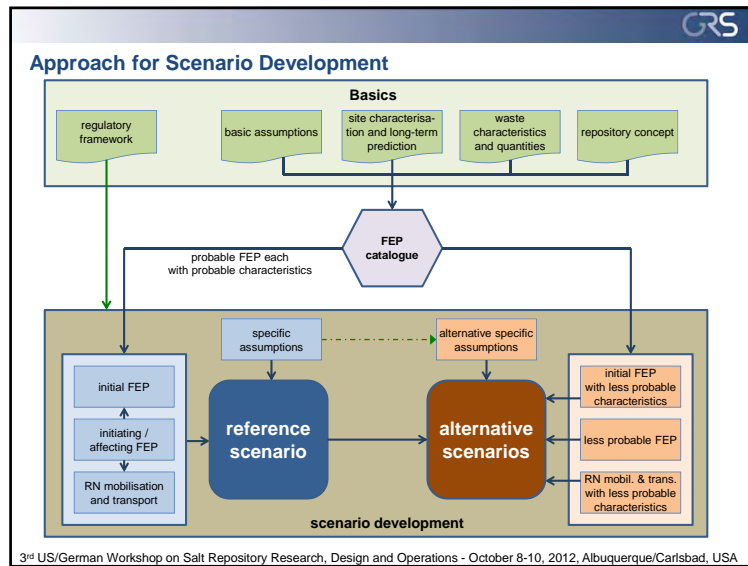 GRS
Approach for Scenario Development
Basics
regulatory
framework
basic assumptions
site characterisa-
tion and long-term
prediction
waste
characteristics
and quantities
repository concept
FEP
catalogue
probable FEP each
with probable characteristics
specific
assumptions
alternative specific
assumptions
initial FEP
initiating /
affecting FEP
RN mobilisation
and transport
reference
scenario
alternative
scenarios
initial FEP
with less probable
characteristics
less probable FEP
RN mobil. & trans.
with less probable
characteristics
scenario development
3rd US/German Workshop on Salt Repository Research, Design and Operations - October 8-10, 2012, Albuquerque/Carlsbad, USA